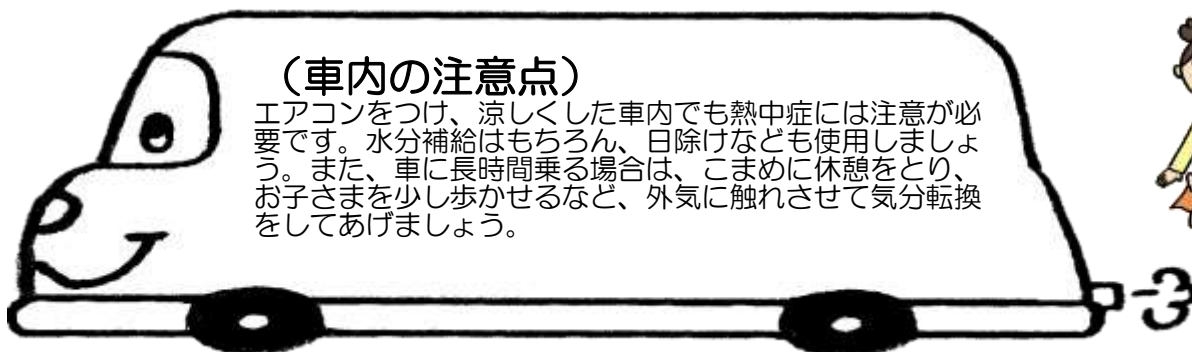 （車内の注意点）
エアコンをつけ、涼しくした車内でも熱中症には注意が必
要です。水分補給はもちろん、日除けなども使用しましょ
う。また、車に長時間乗る場合は、こまめに休憩をとり、
お子さまを少し歩かせるなど、外気に触れさせて気分転換
をしてあげましょう。